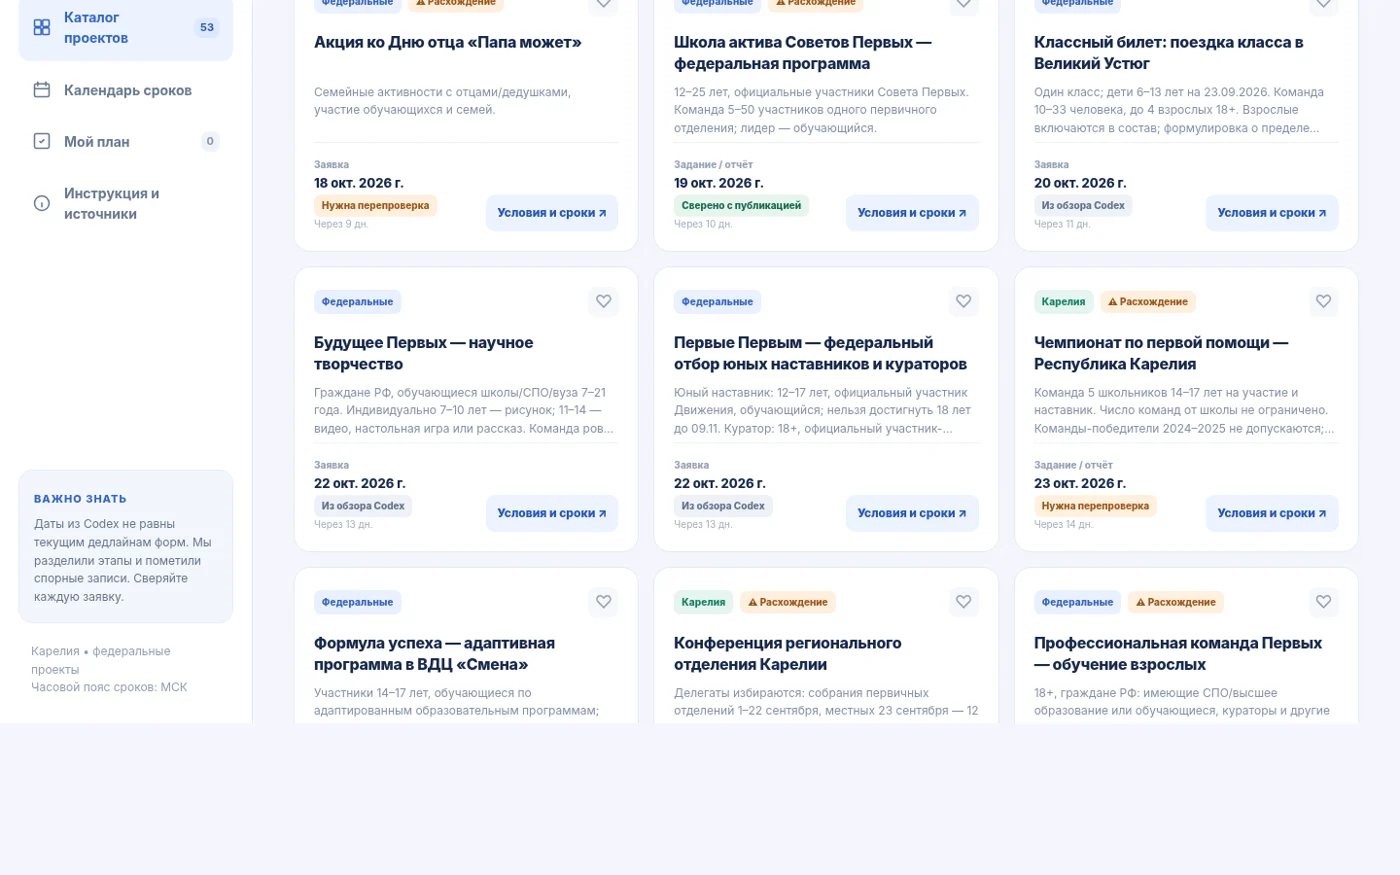 Каталог
проектов
53
Календарь сроков
Мой план
0
Инструкция и
источники
ВАЖНО ЗНАТЬ
Даты из Codex не равны
текущим дедлайнам форм. Мы
разделили этапы и пометили
спорные записи. Сверяйте
каждую заявку.
Карелия • федеральные
проекты
Часовой пояс сроков: МСК
Федеральные
⚠ Расхождение
Акция ко Дню отца «Папа может»
Семейные активности с отцами/дедушками,
участие обучающихся и семей.
Заявка
18 окт. 2026 г.
Нужна перепроверка
Через 9 дн.
Условия и сроки ↗
Федеральные
⚠ Расхождение
Школа актива Советов Первых —
федеральная программа
12–25 лет, официальные участники Совета Первых.
Команда 5–50 участников одного первичного
отделения; лидер — обучающийся.
Задание / отчёт
19 окт. 2026 г.
Сверено с публикацией
Через 10 дн.
Условия и сроки ↗
Федеральные
Классный билет: поездка класса в
Великий Устюг
Один класс; дети 6–13 лет на 23.09.2026. Команда
10–33 человека, до 4 взрослых 18+. Взрослые
включаются в состав; формулировка о пределе...
Заявка
20 окт. 2026 г.
Из обзора Codex
Через 11 дн.
Условия и сроки ↗
Федеральные
Будущее Первых — научное
творчество
Граждане РФ, обучающиеся школы/СПО/вуза 7–21
года. Индивидуально 7–10 лет — рисунок; 11–14 —
видео, настольная игра или рассказ. Команда ров...
Заявка
22 окт. 2026 г.
Из обзора Codex
Через 13 дн.
Условия и сроки ↗
Федеральные
Первые Первым — федеральный
отбор юных наставников и кураторов
Юный наставник: 12–17 лет, официальный участник
Движения, обучающийся; нельзя достигнуть 18 лет
до 09.11. Куратор: 18+, официальный участник-...
Заявка
22 окт. 2026 г.
Из обзора Codex
Через 13 дн.
Условия и сроки ↗
Карелия
⚠ Расхождение
Чемпионат по первой помощи —
Республика Карелия
Команда 5 школьников 14–17 лет на участие и
наставник. Число команд от школы не ограничено.
Команды-победители 2024–2025 не допускаются;...
Задание / отчёт
23 окт. 2026 г.
Нужна перепроверка
Через 14 дн.
Условия и сроки ↗
Федеральные
Формула успеха — адаптивная
программа в ВДЦ «Смена»
Участники 14–17 лет, обучающиеся по
адаптированным образовательным программам;
Карелия
⚠ Расхождение
Конференция регионального
отделения Карелии
Делегаты избираются: собрания первичных
отделений 1–22 сентября, местных 23 сентября — 12
Федеральные
⚠ Расхождение
Профессиональная команда Первых
— обучение взрослых
18+, граждане РФ: имеющие СПО/высшее
образование или обучающиеся, кураторы и другие